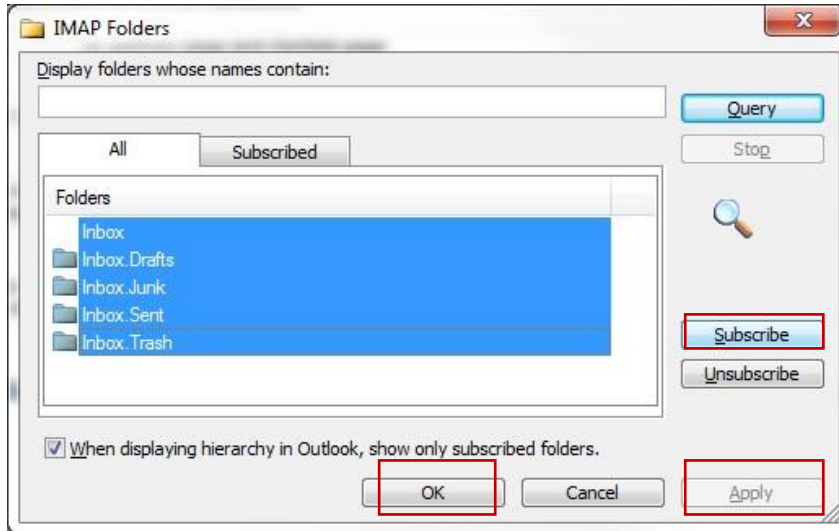 IMAP Folders
Display folders whose names contain:
Query
All Subscribed
Stop
Folders
Inbox
Inbox.Drafts
Inbox.Junk
Inbox.Sent
Inbox.Trash
Subscribe
Unsubscribe
When displaying hierarchy in Outlook, show only subscribed folders.
OK Cancel Apply